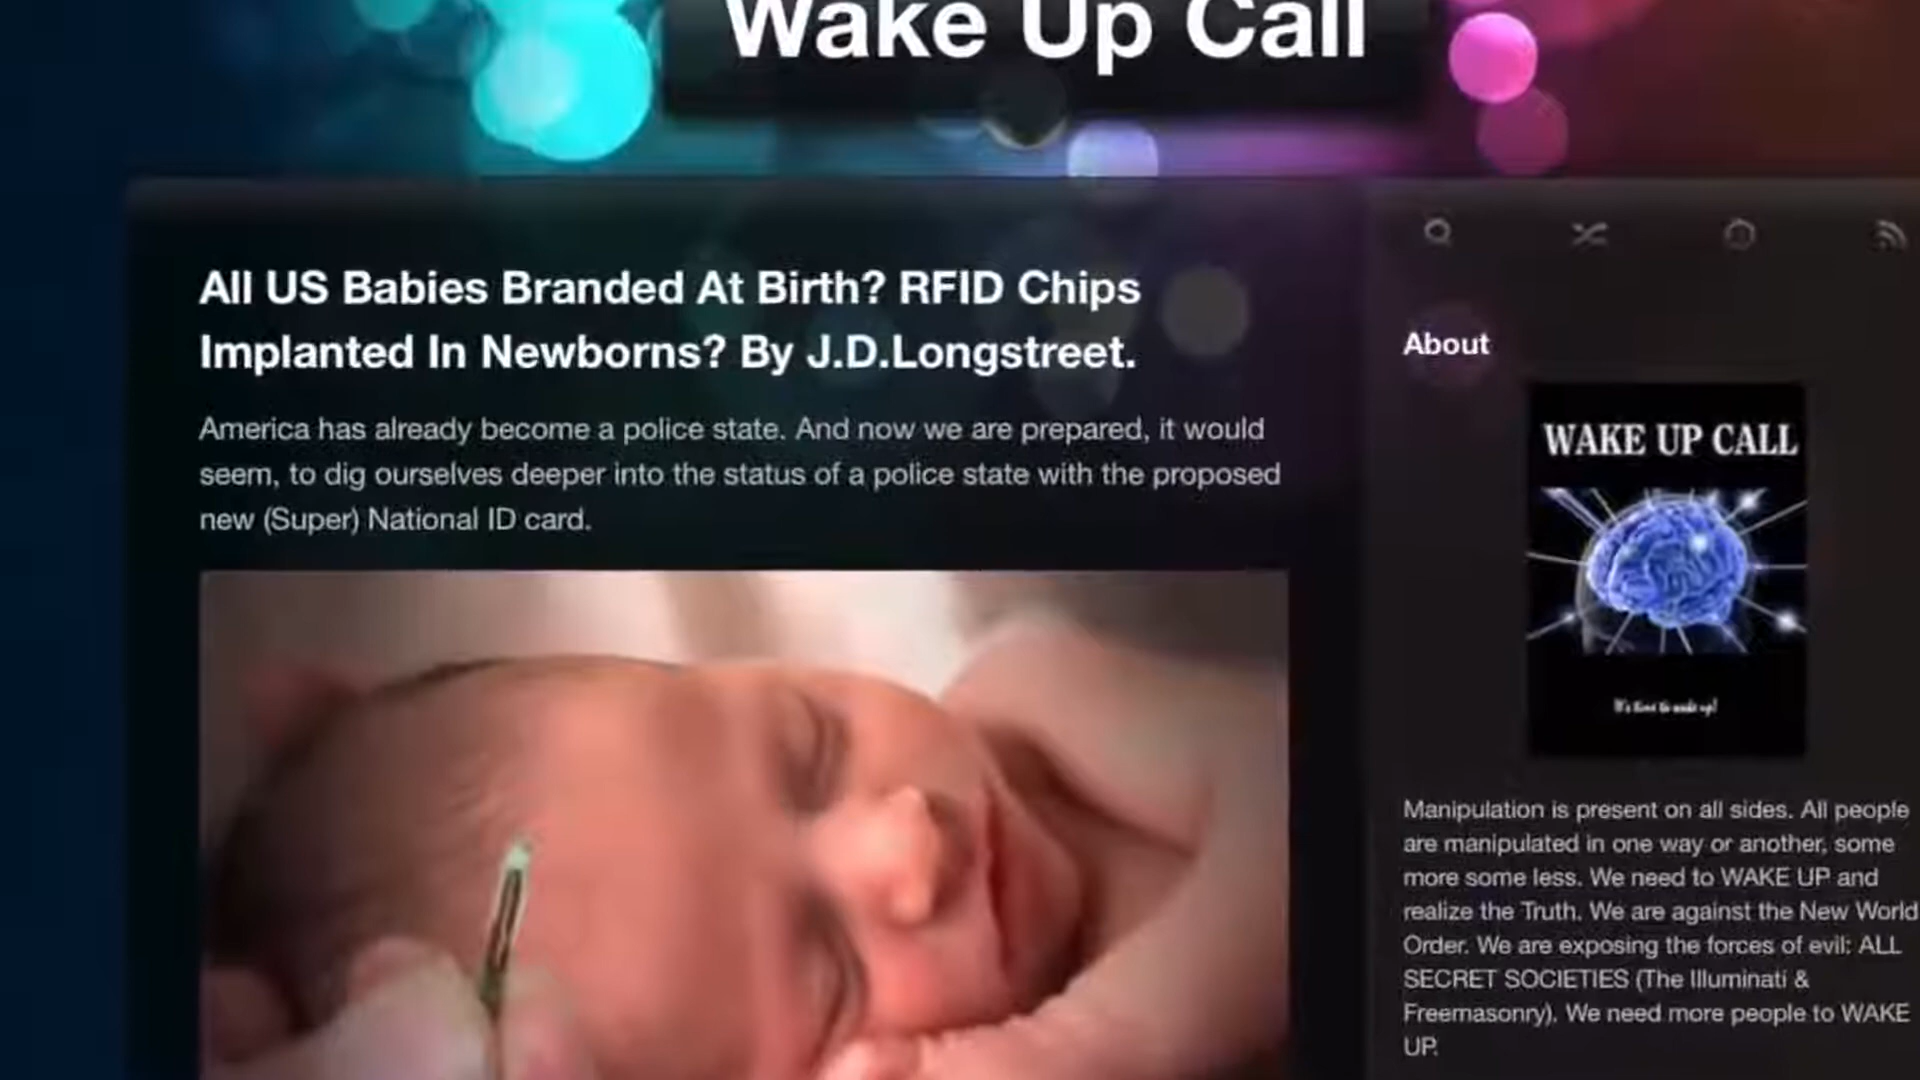 Wake Up Call
All US Babies Branded At Birth? RFID Chips
Implanted In Newborns? By J.D.Longstreet.
America has already become a police state. And now we are prepared, it would
seem, to dig ourselves deeper into the status of a police state with the proposed
new (Super) National ID card.
About
WAKE UP CALL
It's time to wake up!
Manipulation is present on all sides. All people
are manipulated in one way or another, some
more some less. We need to WAKE UP and
realize the Truth. We are against the New World
Order. We are exposing the forces of evil: ALL
SECRET SOCIETIES (The Illuminati &
Freemasonry). We need more people to WAKE
UP.